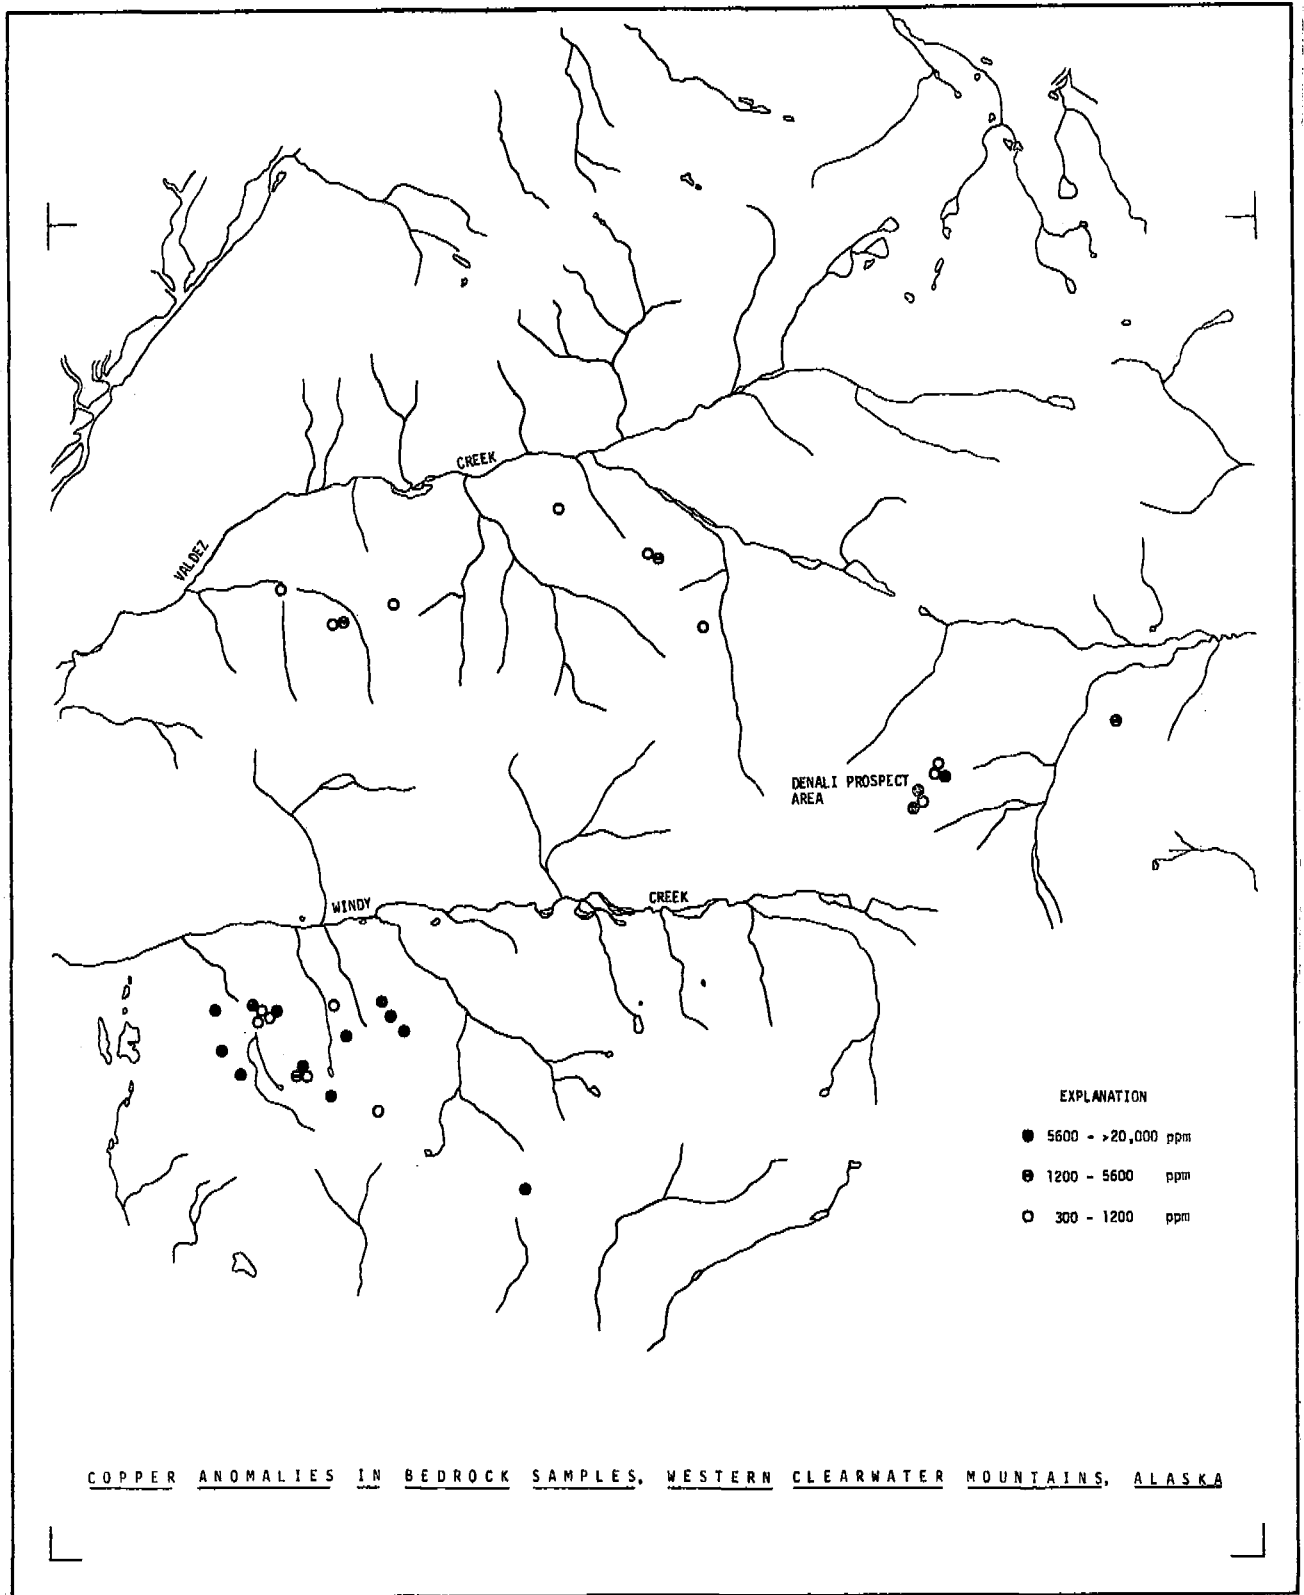 CREEK
VALDEZ
DENALI PROSPECT
AREA
WINDY
CREEK
EXPLANATION
5600 - >20,000 ppm
1200 - 5600 ppm
300 - 1200 ppm
COPPER ANOMALIES IN BEDROCK SAMPLES, WESTERN CLEARWATER MOUNTAINS, ALASKA